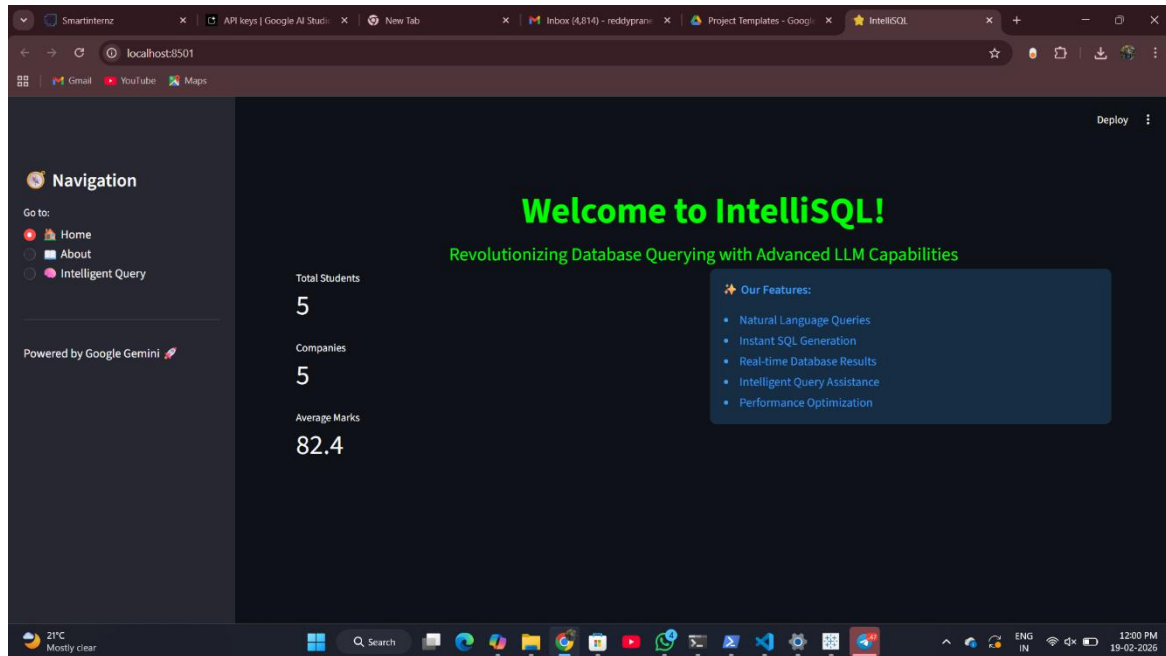 Smartinternz
API keys | Google AI Studio
New Tab
Inbox (4,814) - reddyprane
Project Templates - Google
IntelliSQL
localhost:8501
Gmail
YouTube
Maps
Deploy
Navigation
Go to:
Home
About
Intelligent Query
Powered by Google Gemini
Welcome to IntelliSQL!
Revolutionizing Database Querying with Advanced LLM Capabilities
Total Students
5
Companies
5
Average Marks
82.4
Our Features:
• Natural Language Queries
• Instant SQL Generation
• Real-time Database Results
• Intelligent Query Assistance
• Performance Optimization
21°C
Mostly clear
Search
ENG
IN
12:00 PM
19-02-2026